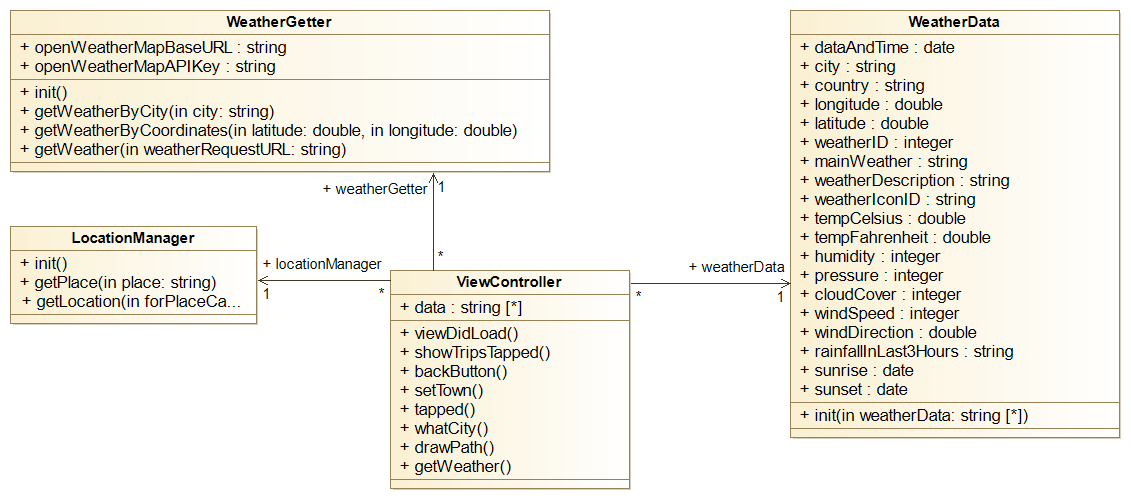 WeatherGetter
+ openWeatherMapBaseURL : string
+ openWeatherMapAPIKey : string
+ init()
+ getWeatherByCity(in city: string)
+ getWeatherByCoordinates(in latitude: double, in longitude: double)
+ getWeather(in weatherRequestURL: string)
+ weatherGetter
1
*
LocationManager
+ init()
+ getPlace(in place: string)
+ getLocation(in forPlaceCa...
+ locationManager
1
*
ViewController
+ data : string [*]
+ viewDidLoad()
+ showTripsTapped()
+ backButton()
+ setTown()
+ tapped()
+ whatCity()
+ drawPath()
+ getWeather()
+ weatherData
*
1
WeatherData
+ dataAndTime : date
+ city : string
+ country : string
+ longitude : double
+ latitude : double
+ weatherID : integer
+ mainWeather : string
+ weatherDescription : string
+ weatherIconID : string
+ tempCelsius : double
+ tempFahrenheit : double
+ humidity : integer
+ pressure : integer
+ cloudCover : integer
+ windSpeed : integer
+ windDirection : double
+ rainfallInLast3Hours : string
+ sunrise : date
+ sunset : date
+ init(in weatherData: string [*])